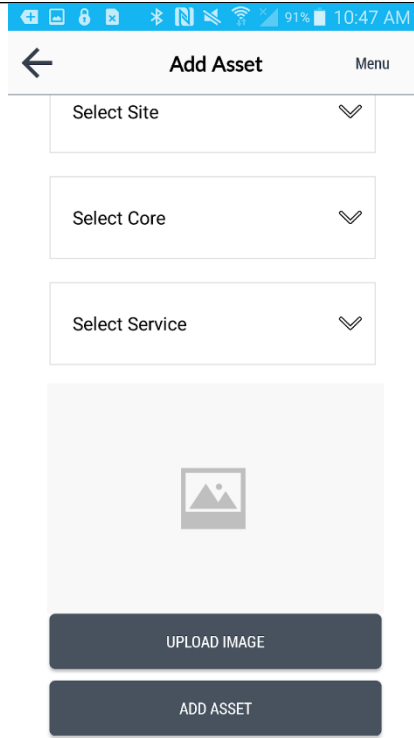 91% 10:47 AM
Add Asset Menu
Select Site
Select Core
Select Service
UPLOAD IMAGE
ADD ASSET